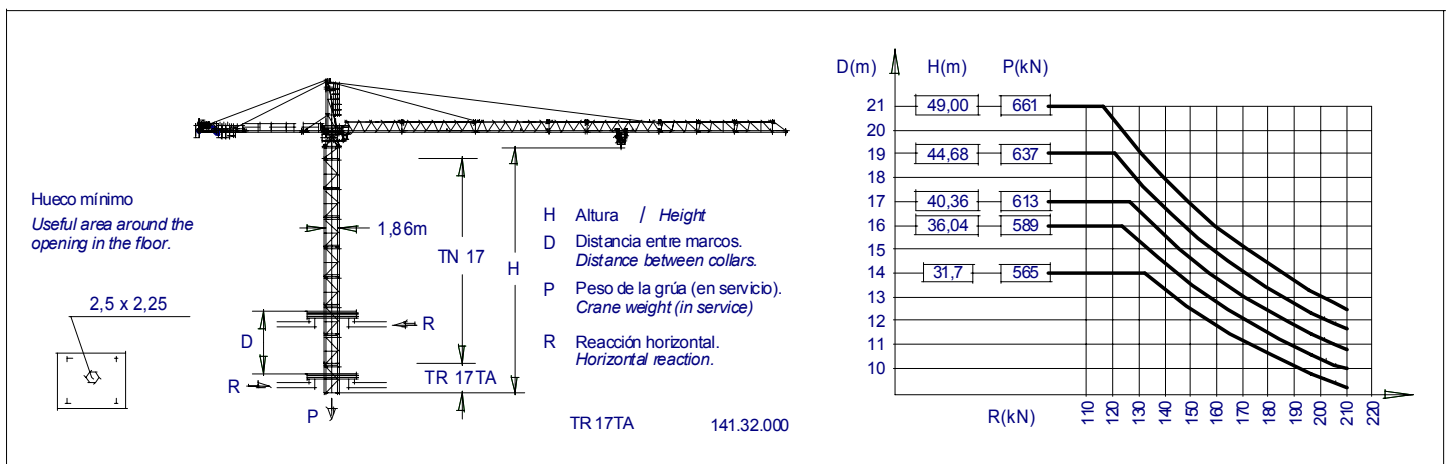 Hueco mínimo
Useful area around the
opening in the floor.
2,5 x 2,25
1,86m
TN 17
H
D
R
R
TR 17TA
P
H Altura / Height
D Distancia entre marcos.
Distance between collars.
P Peso de la grúa (en servicio).
Crane weight (in service)
R Reacción horizontal.
Horizontal reaction.
TR 17TA 141.32.000
D(m) H(m) P(kN)
21 49,00 661
20
19 44,68 637
18
17 40,36 613
16 36,04 589
15
14 31,7 565
13
12
11
10
R(kN) 110 120 130 140 150 160 170 180 190 200 210 220